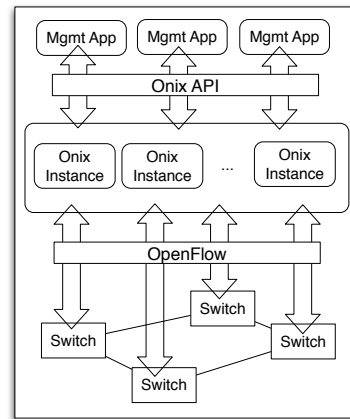 Mgmt App Mgmt App Mgmt App
Onix API
Onix Instance Onix Instance ... Onix Instance
OpenFlow
Switch
Switch
Switch
Switch